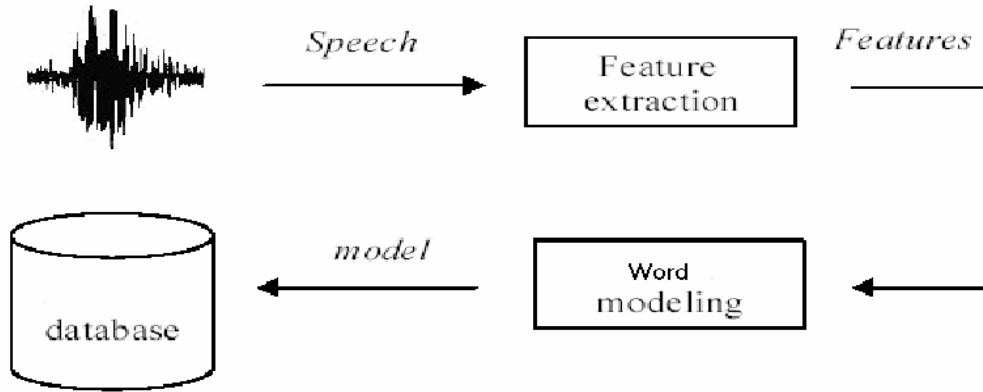 Speech
Features
Feature
extraction
model
Word
modeling
database